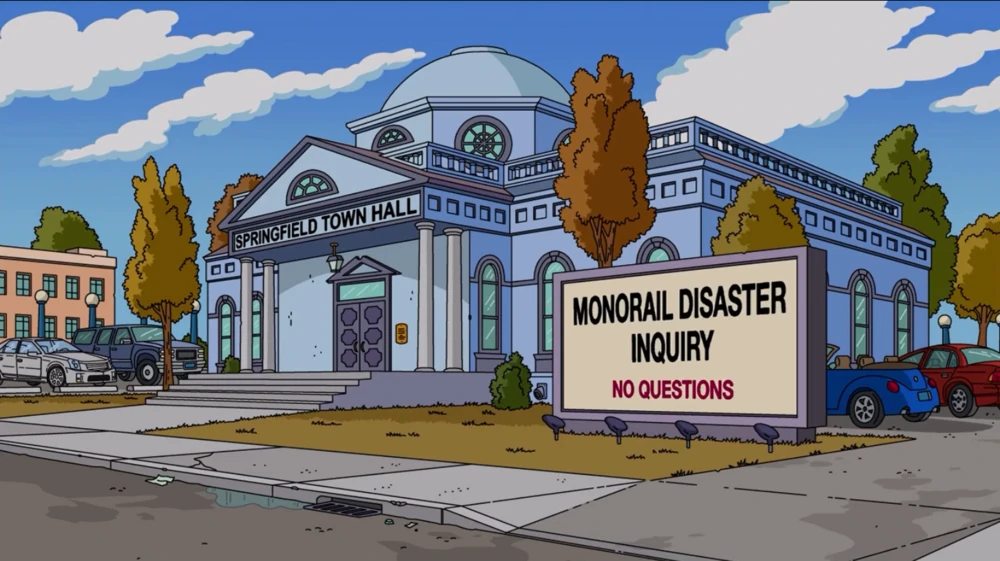 SPRINGFIELD TOWN HALL
MONORAIL DISASTER
INQUIRY
NO QUESTIONS